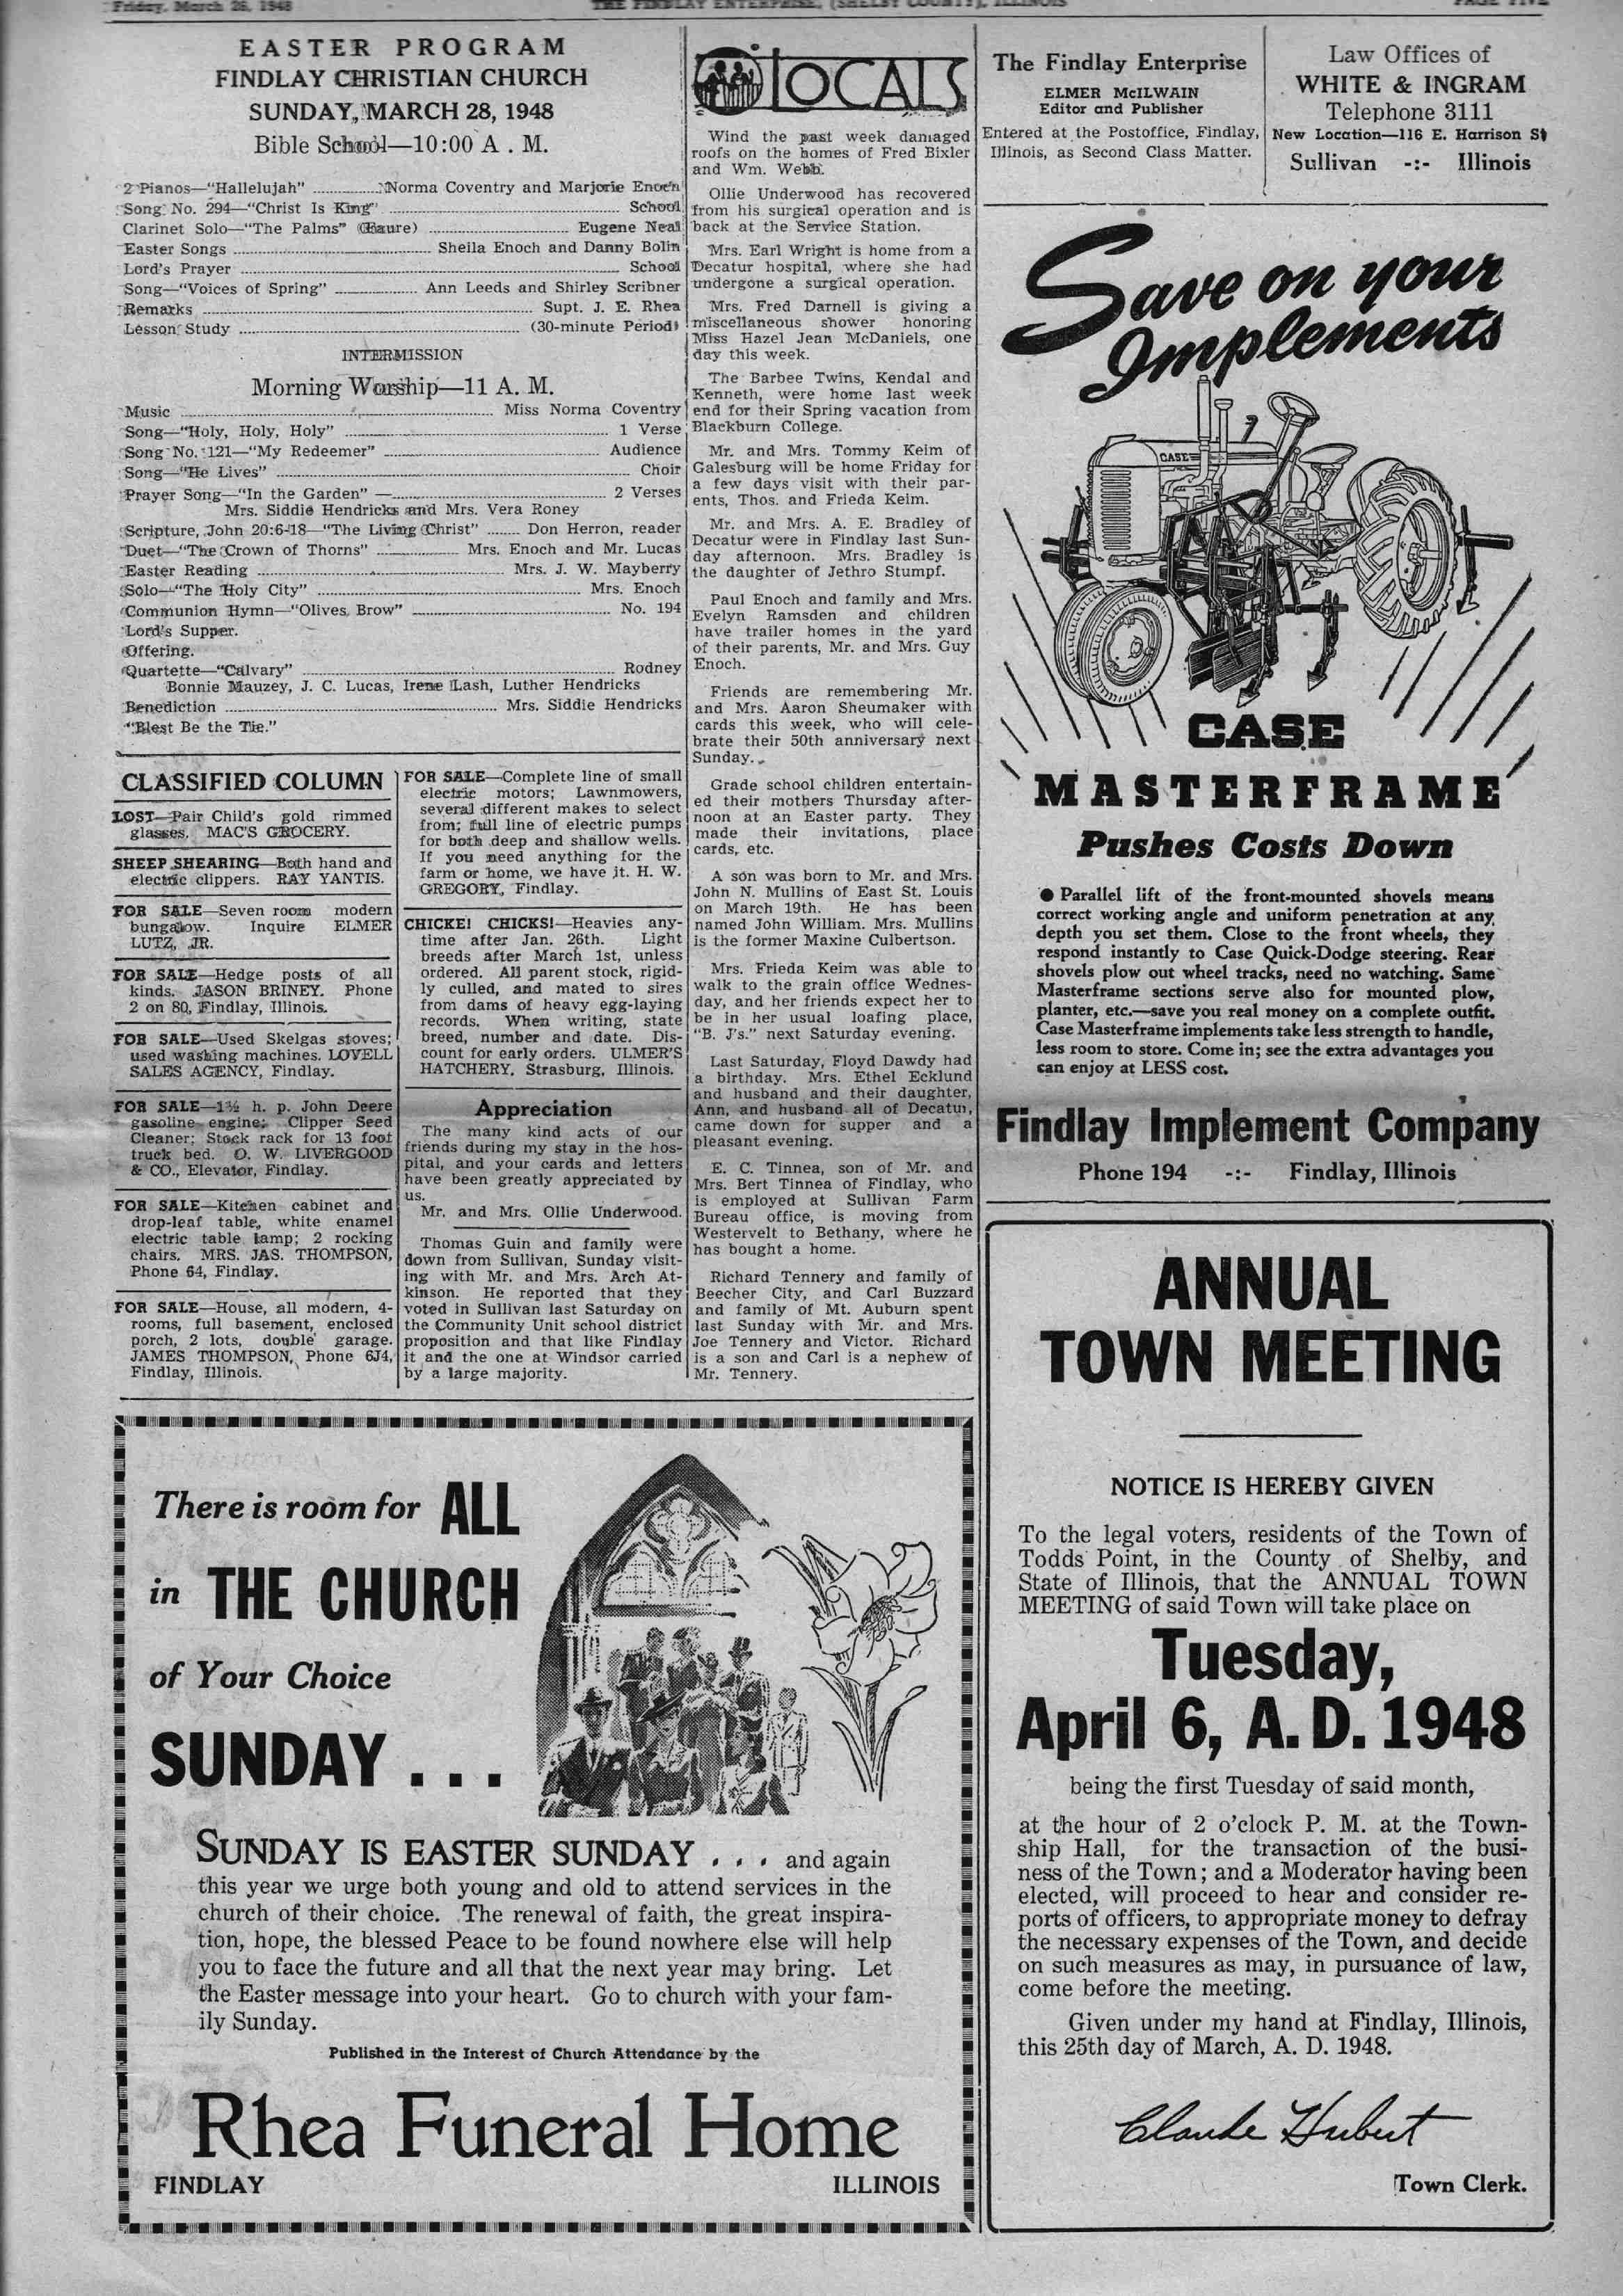 Friday, March 26, 1948
THE FINDLAY ENTERPRISE, (SHELBY COUNTY), ILLINOIS
PAGE FIVE
EASTER PROGRAM
FINDLAY CHRISTIAN CHURCH
SUNDAY, MARCH 28, 1948
Bible School—10:00 A . M.
2 Pianos—"Hallelujah" ........ Norma Coventry and Marjorie Enoch
Song No. 294—"Christ Is King" ........ School
Clarinet Solo—"The Palms" (Faure) ........ Eugene Neal
Easter Songs ........ Sheila Enoch and Danny Bolin
Lord's Prayer ........ School
Song—"Voices of Spring" ........ Ann Leeds and Shirley Scribner
Remarks ........ Supt. J. E. Rhea
Lesson Study ........ (30-minute Period)
INTERMISSION
Morning Worship—11 A. M.
Music ........ Miss Norma Coventry
Song—"Holy, Holy, Holy" ........ 1 Verse
Song No. 121—"My Redeemer" ........ Audience
Song—"He Lives" ........ Choir
Prayer Song—"In the Garden" ........ 2 Verses
Mrs. Siddie Hendricks and Mrs. Vera Roney
Scripture, John 20:6-18—"The Living Christ" ........ Don Herron, reader
Duet—"The Crown of Thorns" ........ Mrs. Enoch and Mr. Lucas
Easter Reading ........ Mrs. J. W. Mayberry
Solo—"The Holy City" ........ Mrs. Enoch
Communion Hymn—"Olives Brow" ........ No. 194
Lord's Supper.
Offering.
Quartette—"Calvary" ........ Rodney
Bonnie Mauzey, J. C. Lucas, Irene Lash, Luther Hendricks
Benediction ........ Mrs. Siddie Hendricks
"Blest Be the Tie."
CLASSIFIED COLUMN
LOST—Pair Child's gold rimmed
glasses. MAC'S GROCERY.
SHEEP SHEARING—Both hand and
electric clippers. RAY YANTIS.
FOR SALE—Seven room modern
bungalow. Inquire ELMER
LUTZ, JR.
FOR SALE—Hedge posts of all
kinds. JASON BRINEY. Phone
2 on 80, Findlay, Illinois.
FOR SALE—Used Skelgas stoves;
used washing machines. LOVELL
SALES AGENCY, Findlay.
FOR SALE—1½ h. p. John Deere
gasoline engine; Clipper Seed
Cleaner; Stock rack for 13 foot
truck bed. O. W. LIVERGOOD
& CO., Elevator, Findlay.
FOR SALE—Kitchen cabinet and
drop-leaf table, white enamel
electric table lamp; 2 rocking
chairs. MRS. JAS. THOMPSON,
Phone 64, Findlay.
FOR SALE—House, all modern, 4-
rooms, full basement, enclosed
porch, 2 lots, double garage.
JAMES THOMPSON, Phone 6J4,
Findlay, Illinois.
FOR SALE—Complete line of small
electric motors; Lawnmowers,
several different makes to select
from; full line of electric pumps
for both deep and shallow wells.
If you need anything for the
farm or home, we have it. H. W.
GREGORY, Findlay.
CHICKE! CHICKS!—Heavies any-
time after Jan. 26th. Light
breeds after March 1st, unless
ordered. All parent stock, rigid-
ly culled, and mated to sires
from dams of heavy egg-laying
records. When writing, state
breed, number and date. Dis-
count for early orders. ULMER'S
HATCHERY, Strasburg, Illinois.
Appreciation
The many kind acts of our
friends during my stay in the hos-
pital, and your cards and letters
have been greatly appreciated by
us.
Mr. and Mrs. Ollie Underwood.
Thomas Guin and family were
down from Sullivan, Sunday visit-
ing with Mr. and Mrs. Arch At-
kinson. He reported that they
voted in Sullivan last Saturday on
the Community Unit school district
proposition and that like Findlay
it and the one at Windsor carried
by a large majority.
LOCALS
Wind the past week damaged
roofs on the homes of Fred Bixler
and Wm. Webb.
Ollie Underwood has recovered
from his surgical operation and is
back at the Service Station.
Mrs. Earl Wright is home from a
Decatur hospital, where she had
undergone a surgical operation.
Mrs. Fred Darnell is giving a
miscellaneous shower honoring
Miss Hazel Jean McDaniels, one
day this week.
The Barbee Twins, Kendal and
Kenneth, were home last week
end for their Spring vacation from
Blackburn College.
Mr. and Mrs. Tommy Keim of
Galesburg will be home Friday for
a few days visit with their par-
ents, Thos. and Frieda Keim.
Mr. and Mrs. A. E. Bradley of
Decatur were in Findlay last Sun-
day afternoon. Mrs. Bradley is
the daughter of Jethro Stumpf.
Paul Enoch and family and Mrs.
Evelyn Ramsden and children
have trailer homes in the yard
of their parents, Mr. and Mrs. Guy
Enoch.
Friends are remembering Mr.
and Mrs. Aaron Sheumaker with
cards this week, who will cele-
brate their 50th anniversary next
Sunday.
Grade school children entertain-
ed their mothers Thursday after-
noon at an Easter party. They
made their invitations, place
cards, etc.
A son was born to Mr. and Mrs.
John N. Mullins of East St. Louis
on March 19th. He has been
named John William. Mrs. Mullins
is the former Maxine Culbertson.
Mrs. Frieda Keim was able to
walk to the grain office Wednes-
day, and her friends expect her to
be in her usual loafing place,
"B. J's." next Saturday evening.
Last Saturday, Floyd Dawdy had
a birthday. Mrs. Ethel Ecklund
and husband and their daughter,
Ann, and husband all of Decatur,
came down for supper and a
pleasant evening.
E. C. Tinnea, son of Mr. and
Mrs. Bert Tinnea of Findlay, who
is employed at Sullivan Farm
Bureau office, is moving from
Westervelt to Bethany, where he
has bought a home.
Richard Tennery and family of
Beecher City, and Carl Buzzard
and family of Mt. Auburn spent
last Sunday with Mr. and Mrs.
Joe Tennery and Victor. Richard
is a son and Carl is a nephew of
Mr. Tennery.
The Findlay Enterprise
ELMER McILWAIN
Editor and Publisher
Entered at the Postoffice, Findlay,
Illinois, as Second Class Matter.
Law Offices of
WHITE & INGRAM
Telephone 3111
New Location—116 E. Harrison St
Sullivan -:- Illinois
Save on your
Implements
CASE
CASE
MASTERFRAME
Pushes Costs Down
● Parallel lift of the front-mounted shovels means
correct working angle and uniform penetration at any
depth you set them. Close to the front wheels, they
respond instantly to Case Quick-Dodge steering. Rear
shovels plow out wheel tracks, need no watching. Same
Masterframe sections serve also for mounted plow,
planter, etc.—save you real money on a complete outfit.
Case Masterframe implements take less strength to handle,
less room to store. Come in; see the extra advantages you
can enjoy at LESS cost.
Findlay Implement Company
Phone 194 -:- Findlay, Illinois
There is room for ALL
in THE CHURCH
of Your Choice
SUNDAY . . .
SUNDAY IS EASTER SUNDAY . . . and again
this year we urge both young and old to attend services in the
church of their choice. The renewal of faith, the great inspira-
tion, hope, the blessed Peace to be found nowhere else will help
you to face the future and all that the next year may bring. Let
the Easter message into your heart. Go to church with your fam-
ily Sunday.
Published in the Interest of Church Attendance by the
Rhea Funeral Home
FINDLAY ILLINOIS
ANNUAL
TOWN MEETING
NOTICE IS HEREBY GIVEN
To the legal voters, residents of the Town of
Todds Point, in the County of Shelby, and
State of Illinois, that the ANNUAL TOWN
MEETING of said Town will take place on
Tuesday,
April 6, A. D. 1948
being the first Tuesday of said month,
at the hour of 2 o'clock P. M. at the Town-
ship Hall, for the transaction of the busi-
ness of the Town; and a Moderator having been
elected, will proceed to hear and consider re-
ports of officers, to appropriate money to defray
the necessary expenses of the Town, and decide
on such measures as may, in pursuance of law,
come before the meeting.
Given under my hand at Findlay, Illinois,
this 25th day of March, A. D. 1948.
Claude Hubert
Town Clerk.